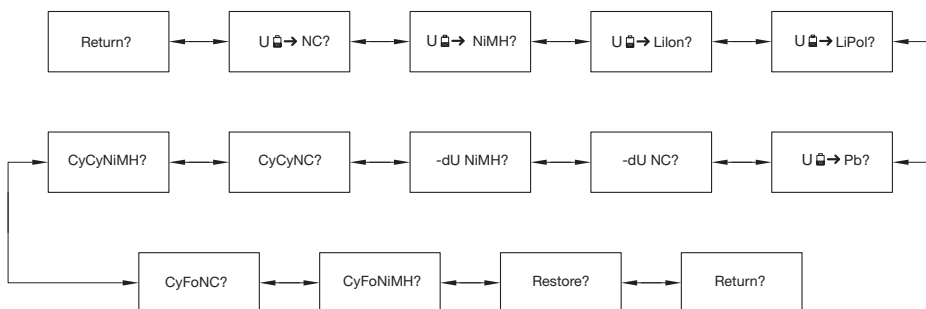 Return?
U → NC?
U → NiMH?
U → LiIon?
U → LiPol?
CyCyNiMH?
CyCyNC?
-dU NiMH?
-dU NC?
U → Pb?
CyFoNC?
CyFoNiMH?
Restore?
Return?